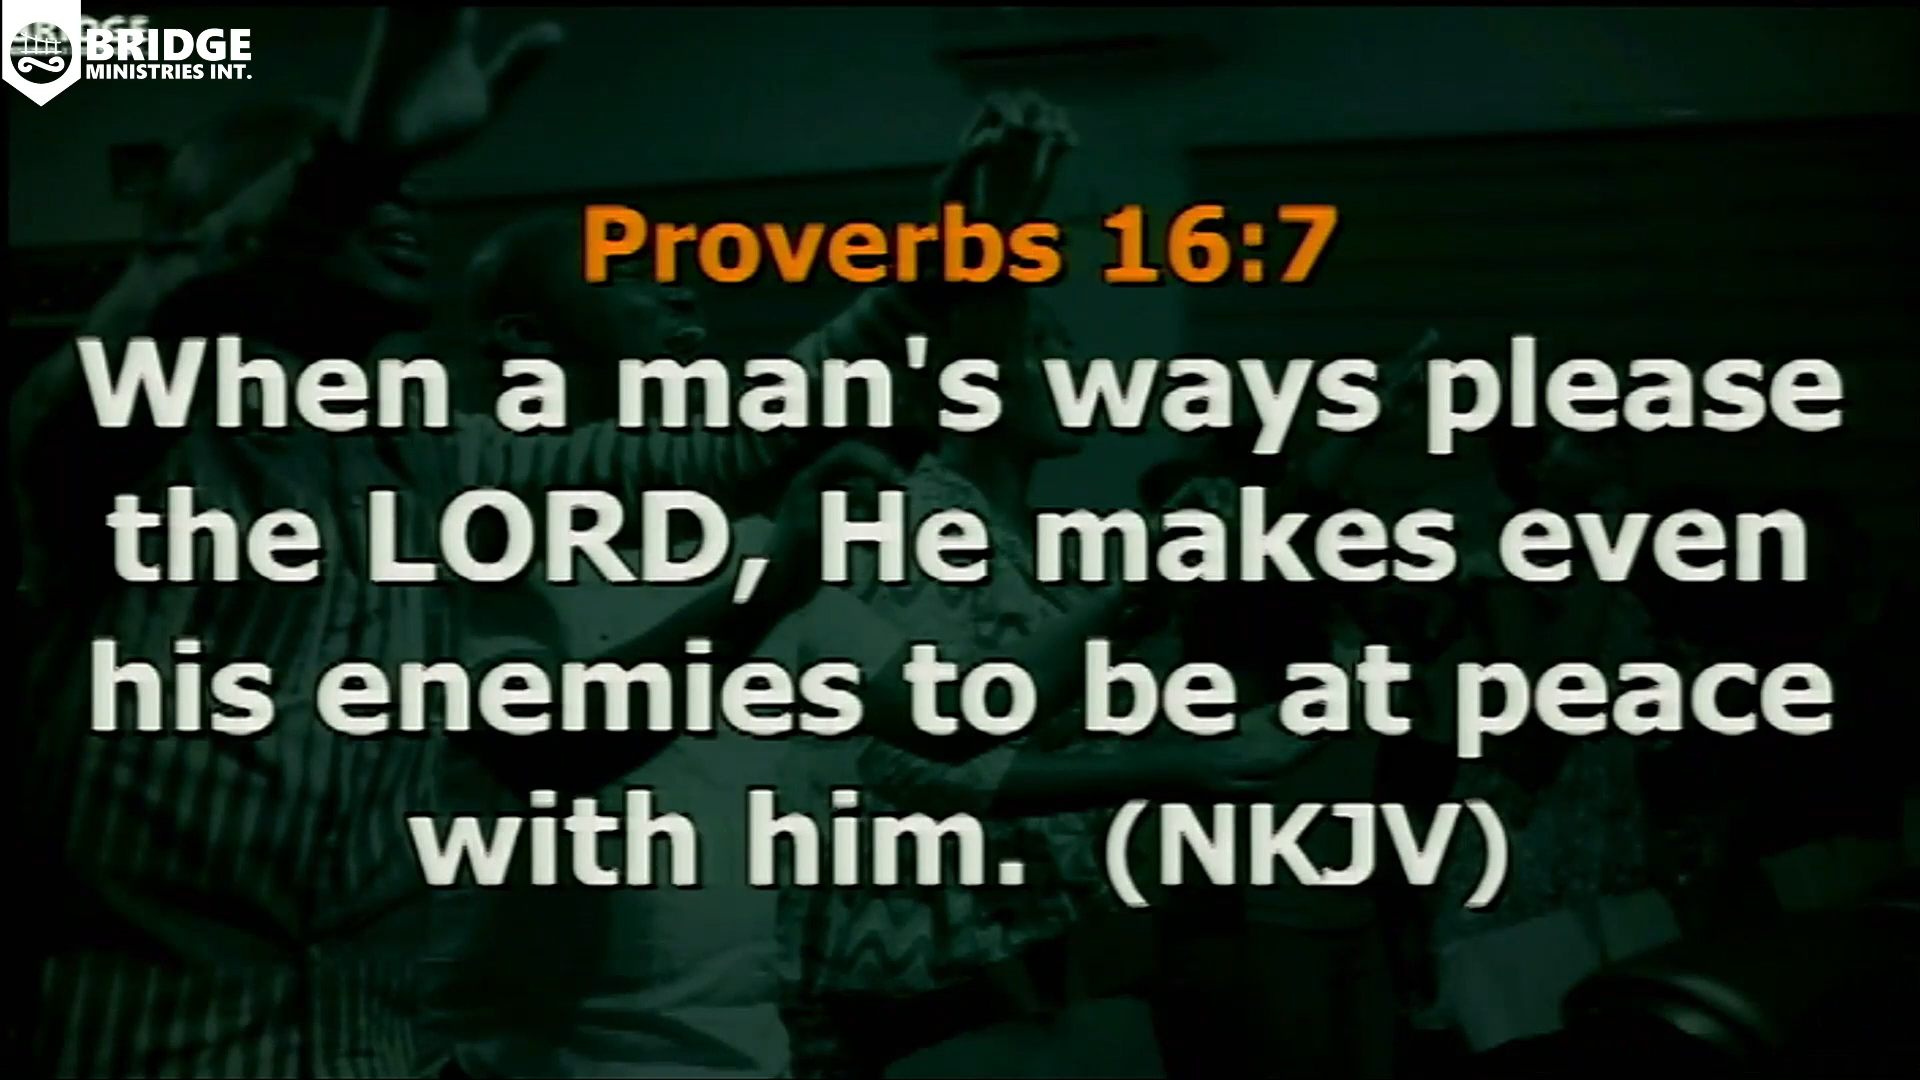 BRIDGE
MINISTRIES INT.
Proverbs 16:7
When a man's ways please
the LORD, He makes even
his enemies to be at peace
with him. (NKJV)